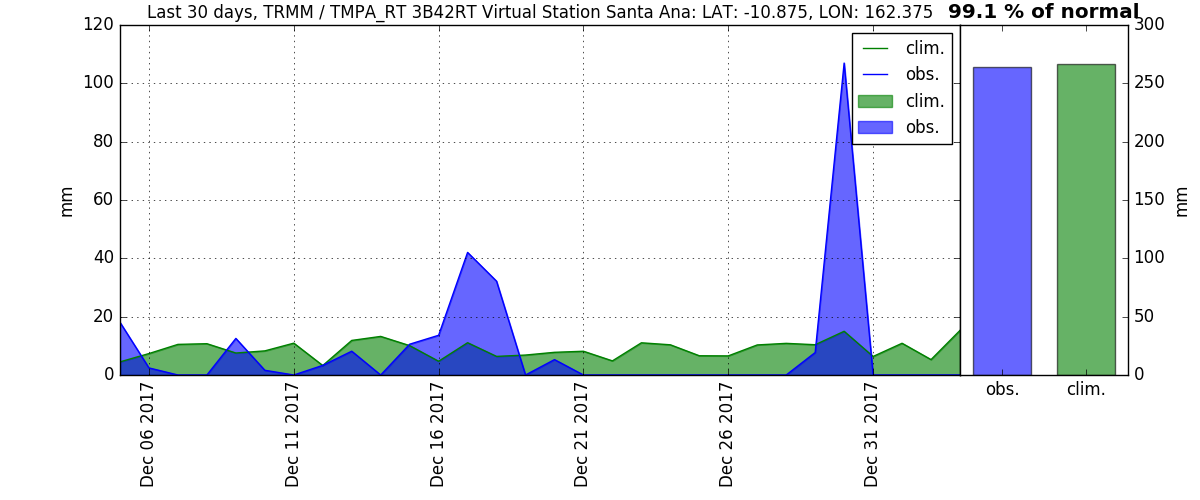 Last 30 days, TRMM / TMPA_RT 3B42RT Virtual Station Santa Ana: LAT: -10.875, LON: 162.375
99.1 % of normal
120
100
80
60
40
20
0
mm
clim.
obs.
clim.
obs.
Dec 06 2017
Dec 11 2017
Dec 16 2017
Dec 21 2017
Dec 26 2017
Dec 31 2017
300
250
200
150
100
50
0
mm
obs.
clim.